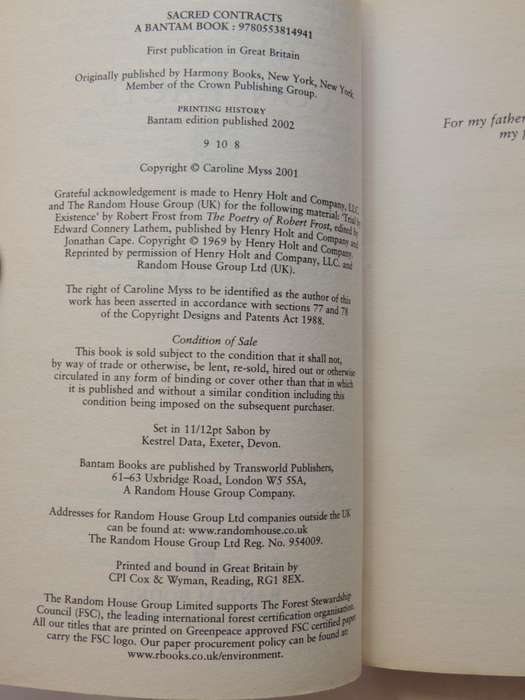 SACRED CONTRACTS
A BANTAM BOOK : 9780553814941
First publication in Great Britain
Originally published by Harmony Books, New York, New York
Member of the Crown Publishing Group.
PRINTING HISTORY
Bantam edition published 2002
9 10 8
Copyright © Caroline Myss 2001
Grateful acknowledgement is made to Henry Holt and Company, LLC,
and The Random House Group (UK) for the following material: 'Trial by
Existence' by Robert Frost from The Poetry of Robert Frost, edited by
Edward Connery Lathem, published by Henry Holt and Company and
Jonathan Cape. Copyright © 1969 by Henry Holt and Company.
Reprinted by permission of Henry Holt and Company, LLC. and
Random House Group Ltd (UK).
The right of Caroline Myss to be identified as the author of this
work has been asserted in accordance with sections 77 and 78
of the Copyright Designs and Patents Act 1988.
Condition of Sale
This book is sold subject to the condition that it shall not,
by way of trade or otherwise, be lent, re-sold, hired out or otherwise
circulated in any form of binding or cover other than that in which
it is published and without a similar condition including this
condition being imposed on the subsequent purchaser.
Set in 11/12pt Sabon by
Kestrel Data, Exeter, Devon.
Bantam Books are published by Transworld Publishers,
61–63 Uxbridge Road, London W5 5SA,
A Random House Group Company.
Addresses for Random House Group Ltd companies outside the UK
can be found at: www.randomhouse.co.uk
The Random House Group Ltd Reg. No. 954009.
Printed and bound in Great Britain by
CPI Cox & Wyman, Reading, RG1 8EX.
The Random House Group Limited supports The Forest Stewardship
Council (FSC), the leading international forest certification organisation.
All our titles that are printed on Greenpeace approved FSC certified paper
carry the FSC logo. Our paper procurement policy can be found at:
www.rbooks.co.uk/environment.
For my father
my